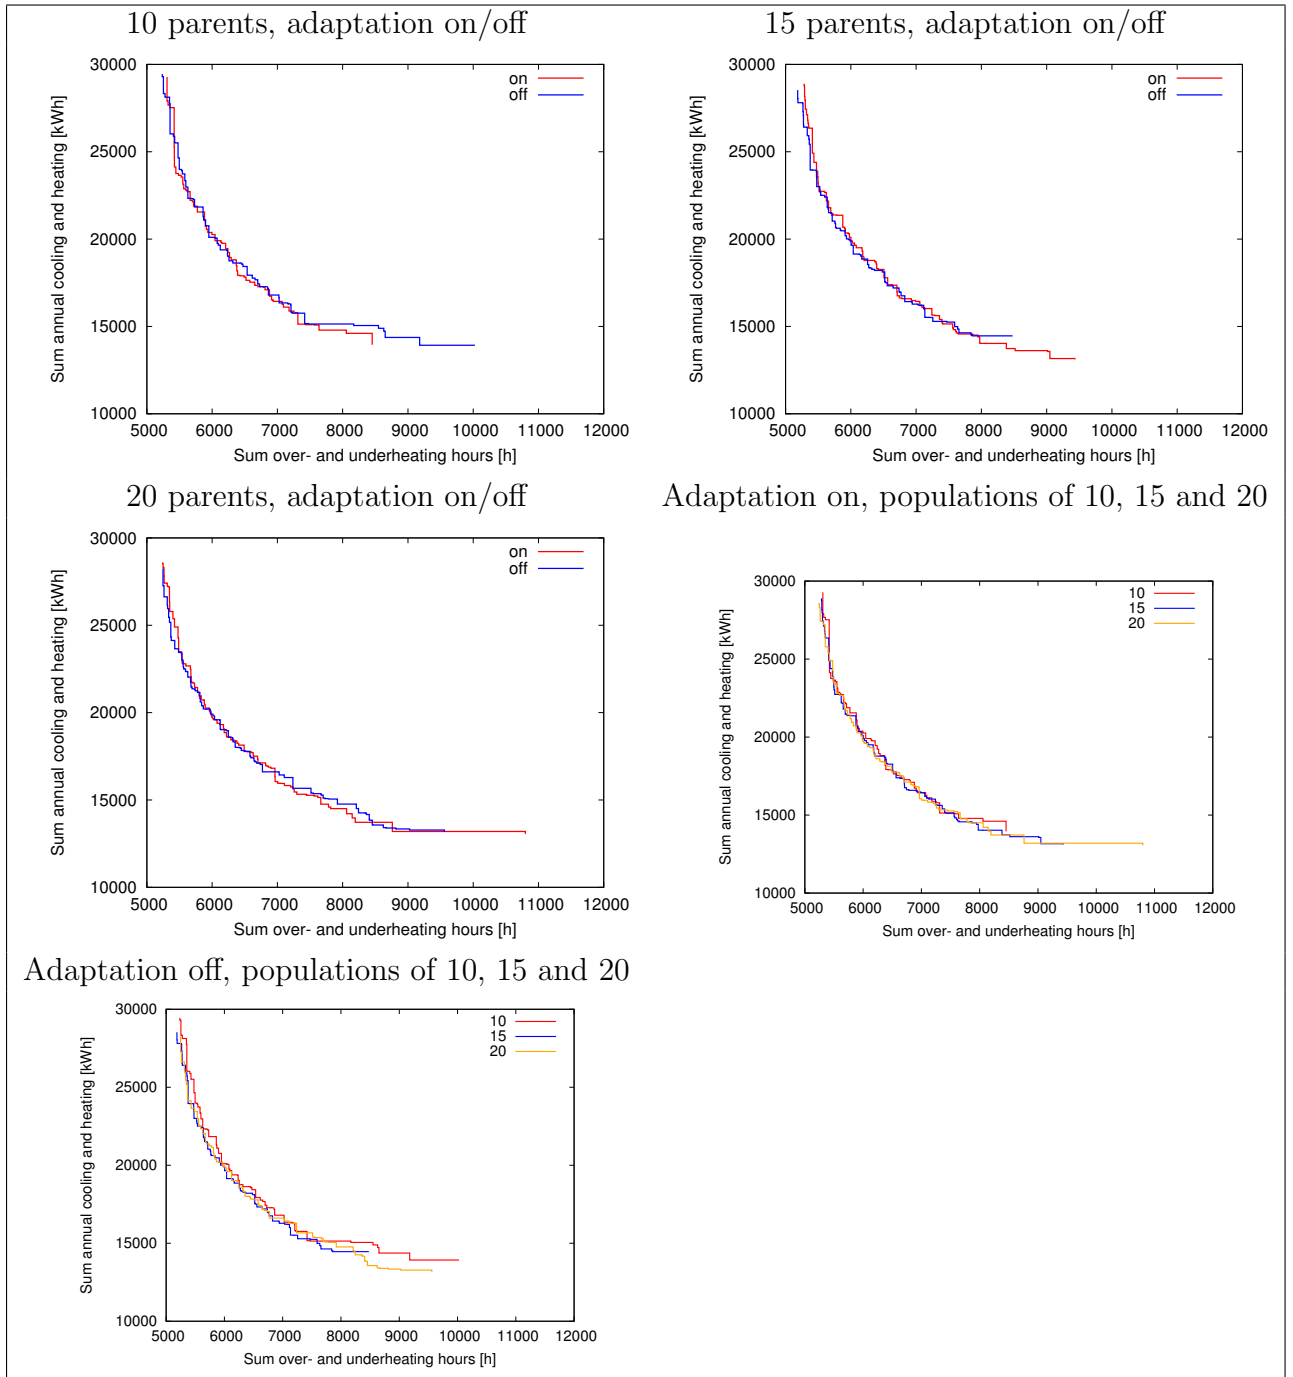 10 parents, adaptation on/off
30000
25000
20000
15000
10000
5000 6000 7000 8000 9000 10000 11000 12000
Sum annual cooling and heating [kWh]
Sum over- and underheating hours [h]
on
off
15 parents, adaptation on/off
30000
25000
20000
15000
10000
5000 6000 7000 8000 9000 10000 11000 12000
Sum annual cooling and heating [kWh]
Sum over- and underheating hours [h]
on
off
20 parents, adaptation on/off
30000
25000
20000
15000
10000
5000 6000 7000 8000 9000 10000 11000 12000
Sum annual cooling and heating [kWh]
Sum over- and underheating hours [h]
on
off
Adaptation on, populations of 10, 15 and 20
30000
25000
20000
15000
10000
5000 6000 7000 8000 9000 10000 11000 12000
Sum annual cooling and heating [kWh]
Sum over- and underheating hours [h]
10
15
20
Adaptation off, populations of 10, 15 and 20
30000
25000
20000
15000
10000
5000 6000 7000 8000 9000 10000 11000 12000
Sum annual cooling and heating [kWh]
Sum over- and underheating hours [h]
10
15
20